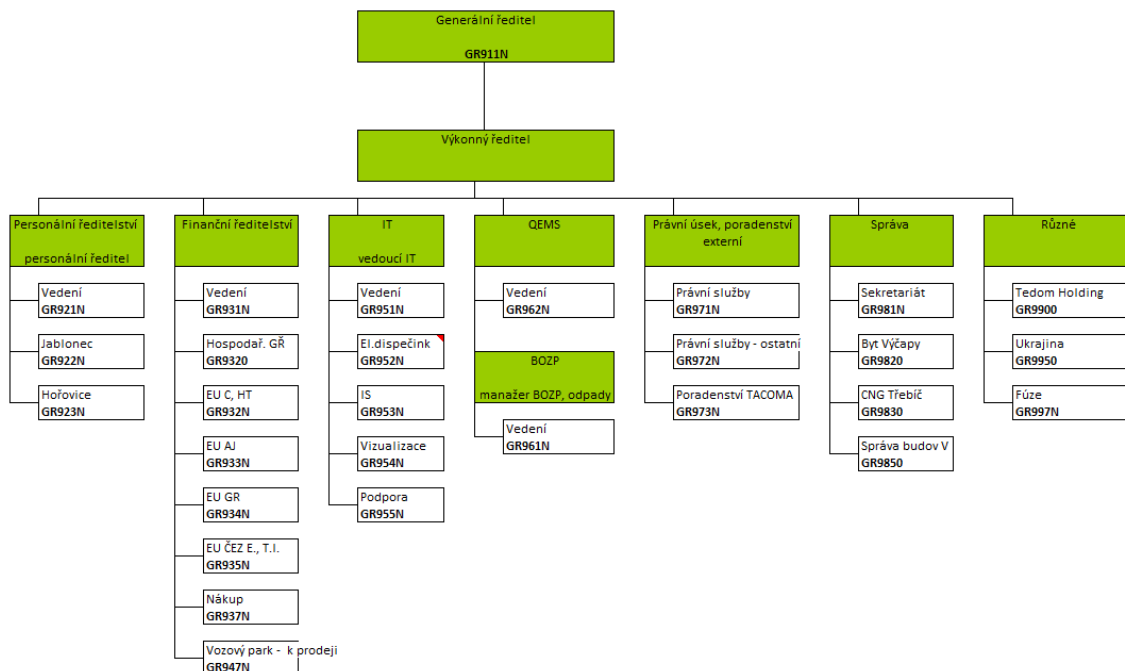 Generální ředitel
GR911N
Výkonný ředitel
Personální ředitelství
personální ředitel
Vedení
GR921N
Jablonec
GR922N
Hořovice
GR923N
Finanční ředitelství
Vedení
GR931N
Hospodař. GŘ
GR9320
EU C, HT
GR932N
EU AJ
GR933N
EU GR
GR934N
EU ČEZ E., T.I.
GR935N
Nákup
GR937N
Vozový park - k prodeji
GR947N
IT
vedoucí IT
Vedení
GR951N
El.dispečink
GR952N
IS
GR953N
Vizualizace
GR954N
Podpora
GR955N
QEMS
Vedení
GR962N
BOZP
manažer BOZP, odpady
Vedení
GR961N
Právní úsek, poradenství
externí
Právní služby
GR971N
Právní služby - ostatní
GR972N
Poradenství TACOMA
GR973N
Správa
Sekretariát
GR981N
Byt Výčapy
GR9820
CNG Třebíč
GR9830
Správa budov V
GR9850
Různé
Tedom Holding
GR9900
Ukrajina
GR9950
Fúze
GR997N